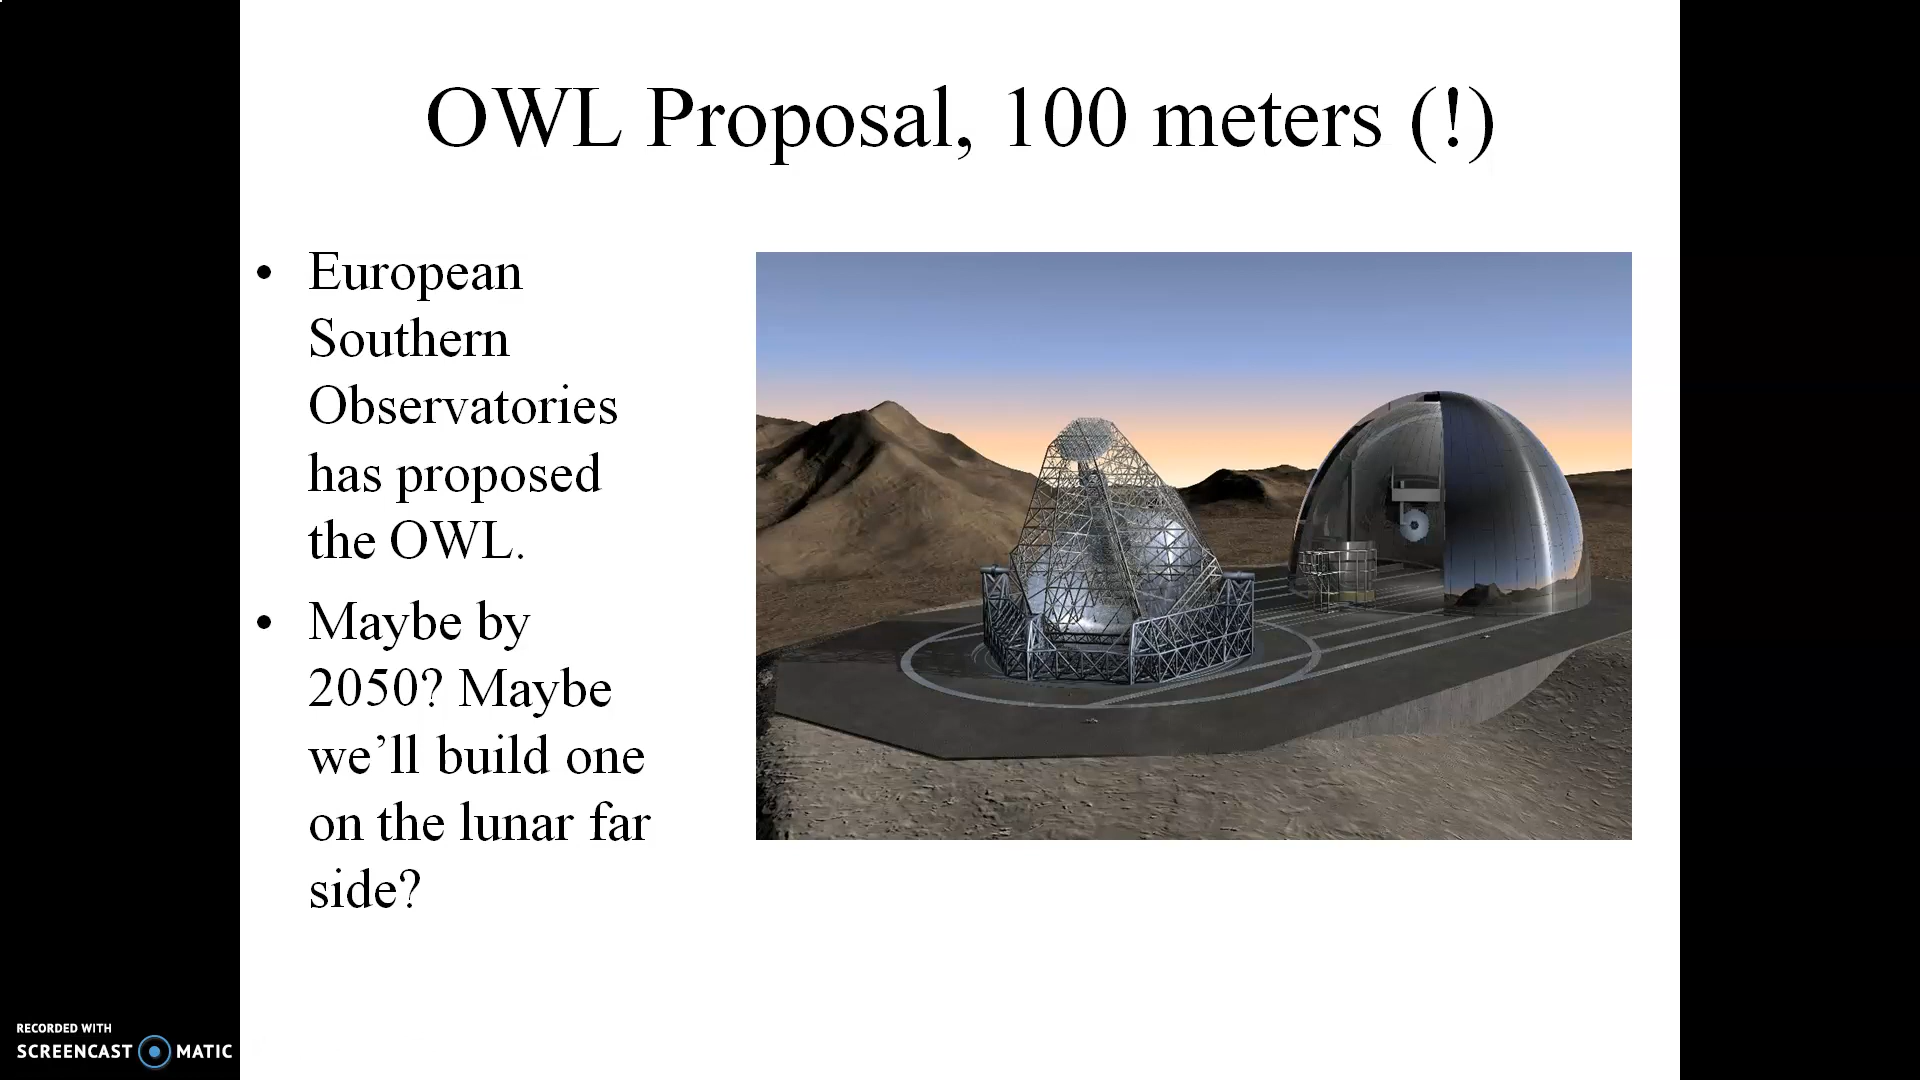 OWL Proposal, 100 meters (!)
• European
Southern
Observatories
has proposed
the OWL.
• Maybe by
2050? Maybe
we’ll build one
on the lunar far
side?
RECORDED WITH
SCREENCAST MATIC